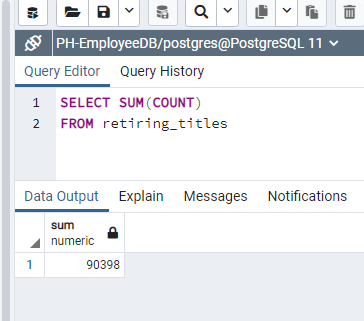 PH-EmployeeDB/postgres@PostgreSQL 11
Query Editor Query History
1 SELECT SUM(COUNT)
2 FROM retiring_titles
Data Output Explain Messages Notifications
sum
numeric
1 90398